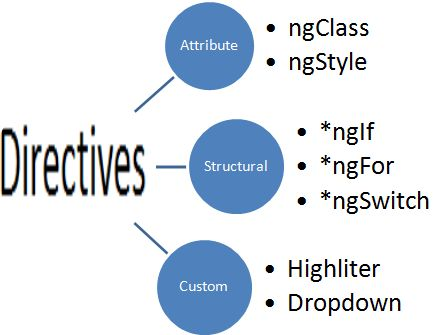 Directives
Attribute
• ngClass
• ngStyle
Structural
• *ngIf
• *ngFor
• *ngSwitch
Custom
• Highliter
• Dropdown